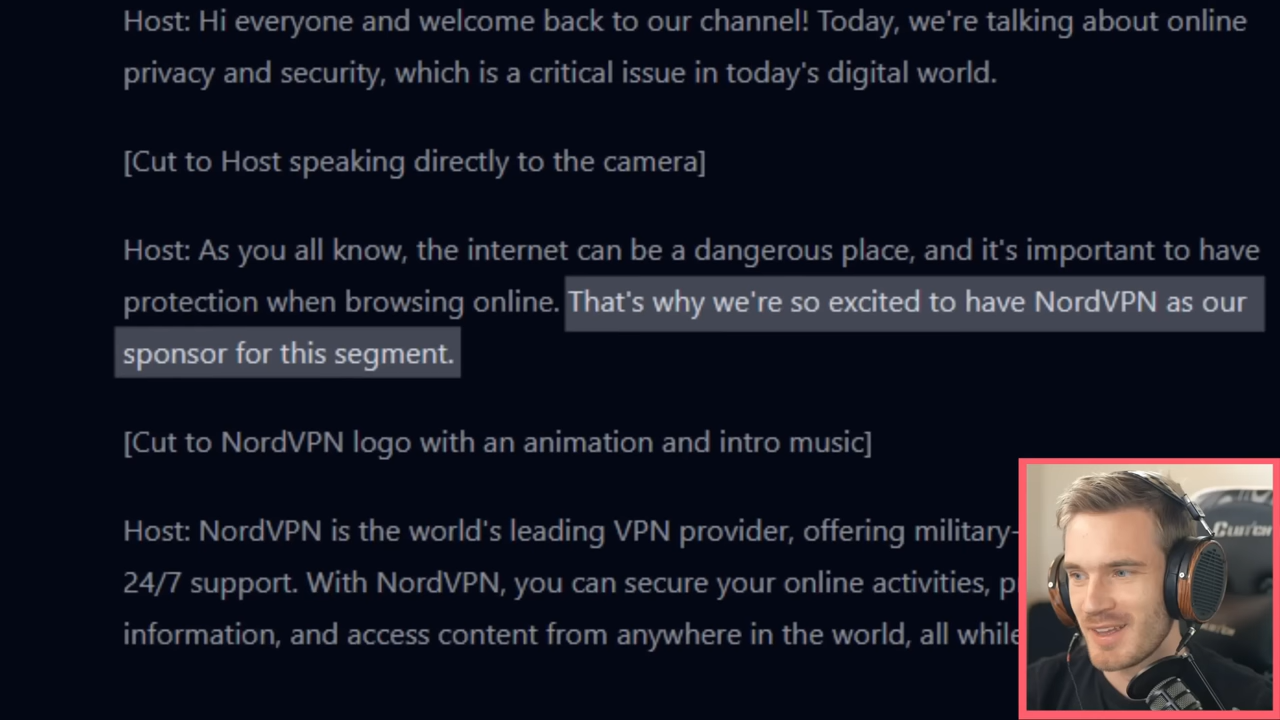 Host: Hi everyone and welcome back to our channel! Today, we're talking about online
privacy and security, which is a critical issue in today's digital world.
[Cut to Host speaking directly to the camera]
Host: As you all know, the internet can be a dangerous place, and it's important to have
protection when browsing online. That's why we're so excited to have NordVPN as our
sponsor for this segment.
[Cut to NordVPN logo with an animation and intro music]
Host: NordVPN is the world's leading VPN provider, offering military-
24/7 support. With NordVPN, you can secure your online activities,
information, and access content from anywhere in the world, all while
CLUTCH